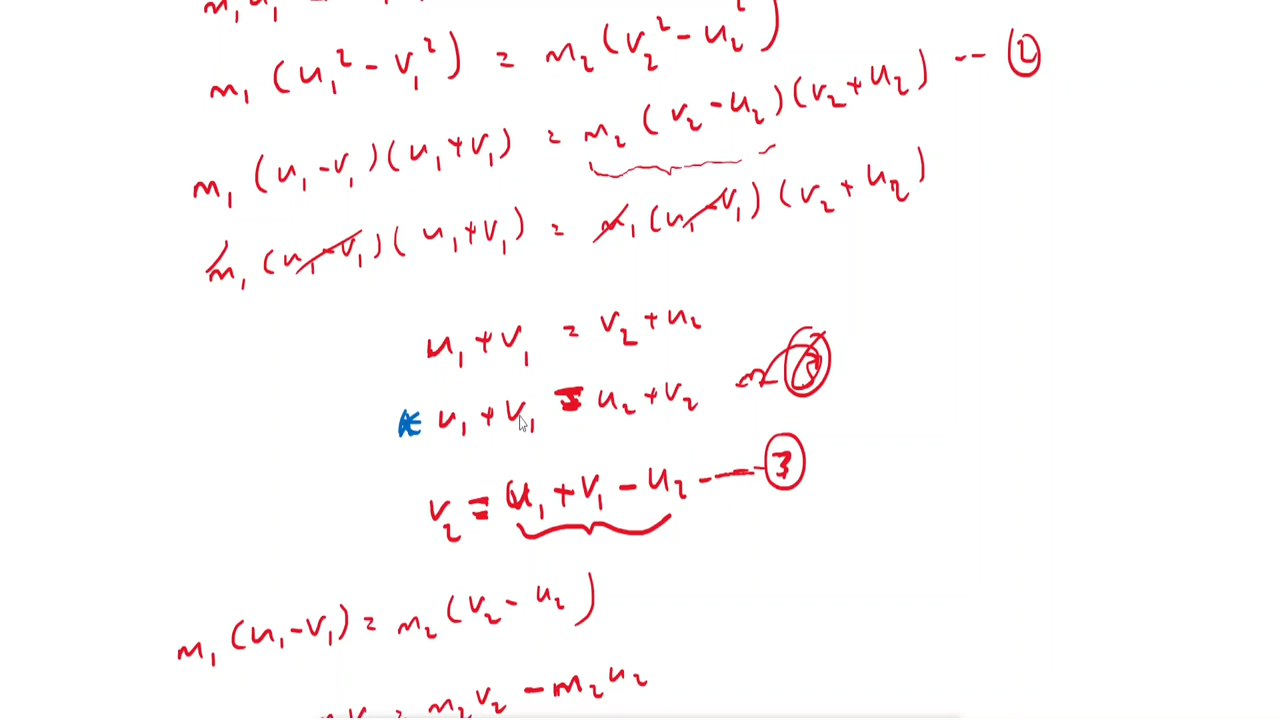 m₁(u₁² - v₁²) = m₂(v₂² - u₂²)
m₁(u₁-v₁)(u₁+v₁) = m₂(v₂-u₂)(v₂+u₂) -- ②
m₁(u₁-v₁)(u₁+v₁) = m₁(u₁-v₁)(v₂+u₂)
u₁+v₁ = v₂+u₂
u₁+v₁ = u₂+v₂
v₂ = u₁+v₁-u₂ --- ③
m₁(u₁-v₁) = m₂(v₂-u₂)
= m₂v₂ - m₂u₂